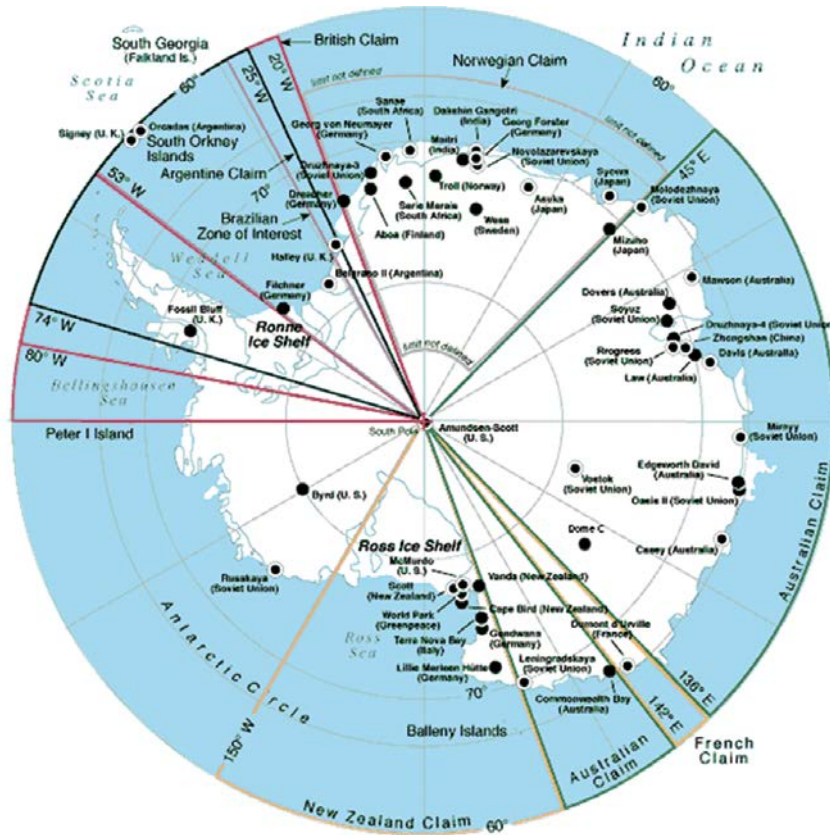 South Georgia
(Falkland Is.)
British Claim
Indian
Ocean
Scotia
Sea
60°
25° W
20° W
limit not defined
Norwegian Claim
60°
limit not defined
Orcadas (Argentina)
Signey (U. K.)
South Orkney
Islands
Georg von Neumayer
(Germany)
Sanae
(South Africa)
Dakshin Gangotri
(India)
Maitri
(India)
Georg Forster
(Germany)
Novolazarevskaya
(Soviet Union)
Argentine Claim
Druzhnaya-3
(Soviet Union)
53° W
70°
Drescher
(Germany)
Troll (Norway)
Serie Marais
(South Africa)
Asuka
(Japan)
Syowa
(Japan)
45° E
Molodezhnaya
(Soviet Union)
Brazilian
Zone of Interest
Aboa (Finland)
Wasa
(Sweden)
Mizuho
(Japan)
Weddell
Sea
Halley (U. K.)
Belgrano II (Argentina)
Filchner
(Germany)
Mawson (Australia)
Dovers (Australia)
Soyuz
(Soviet Union)
74° W
Fossil Bluff
(U. K.)
Ronne
Ice Shelf
limit not defined
Druzhnaya-4 (Soviet Union
Zhongshan (China)
80° W
Rrogress
(Soviet Union)
Davis (Australia)
Law (Australia)
Bellingshausen
Sea
Peter I Island
South Pole
Amundsen-Scott
(U. S.)
Mirnyy
(Soviet Union)
Vostok
(Soviet Union)
Edgeworth David
(Australia)
Oasis II (Soviet Union)
Byrd (U. S.)
Dome C
Casey (Australia)
Australian Claim
Ross Ice Shelf
McMurdo
(U. S.)
Russkaya
(Soviet Union)
Scott
(New Zealand)
Vanda (New Zealand)
World Park
(Greenpeace)
Cape Bird (New Zealand)
Antarctic Circle
Ross
Sea
Terra Nova Bay
(Italy)
Gondwana
(Germany)
Dumont d'Urville
(France)
Lillie Marleen Hütte
(Germany)
Leningradskaya
(Soviet Union)
136° E
70°
Commonwealth Bay
(Australia)
142° E
150° W
Balleny Islands
Australian
Claim
French
Claim
New Zealand Claim
60°